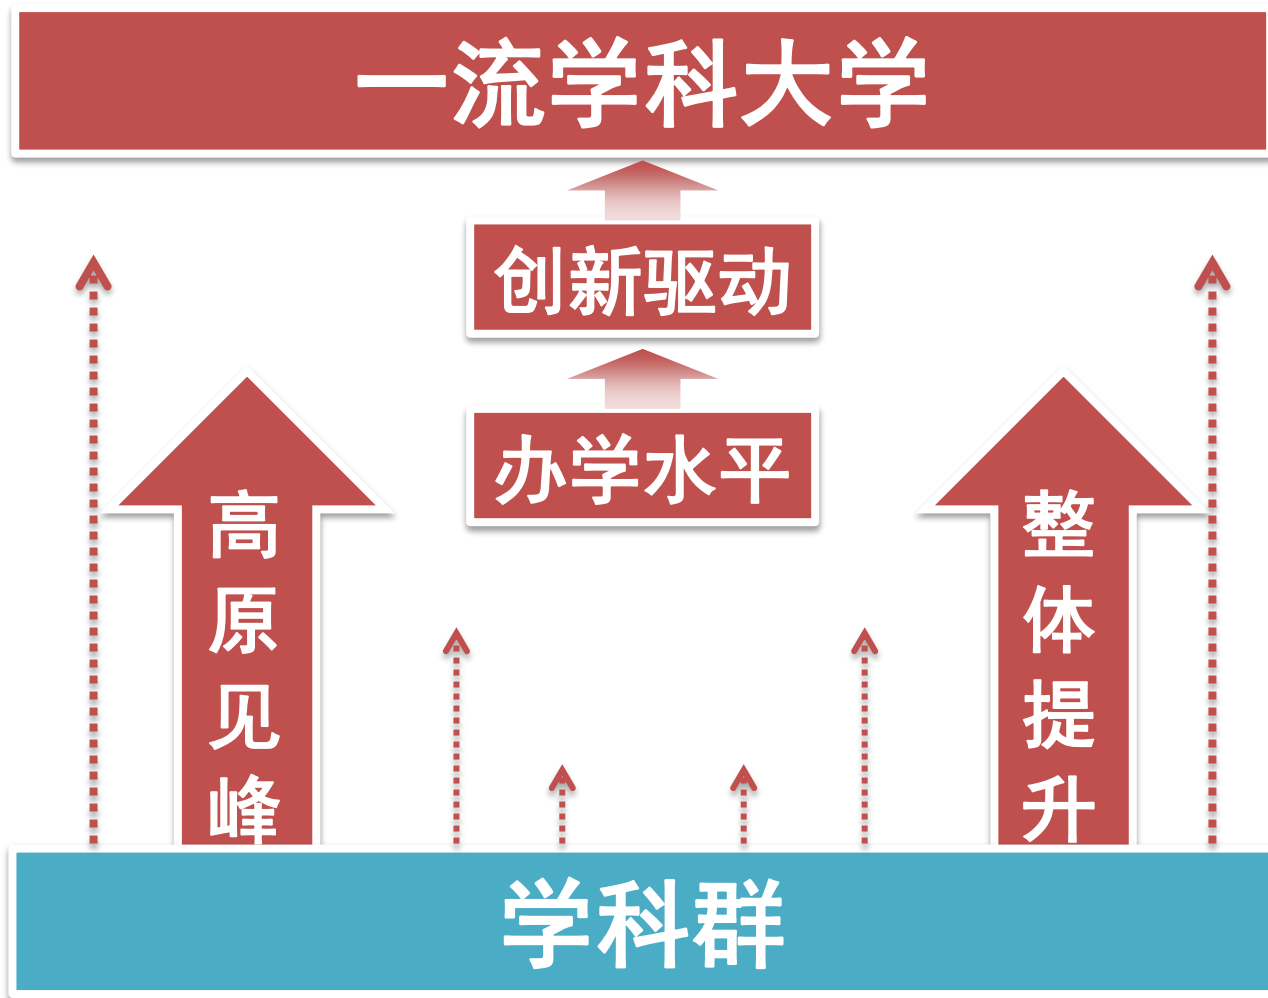 一流学科大学
创新驱动
办学水平
高原见峰
整体提升
学科群